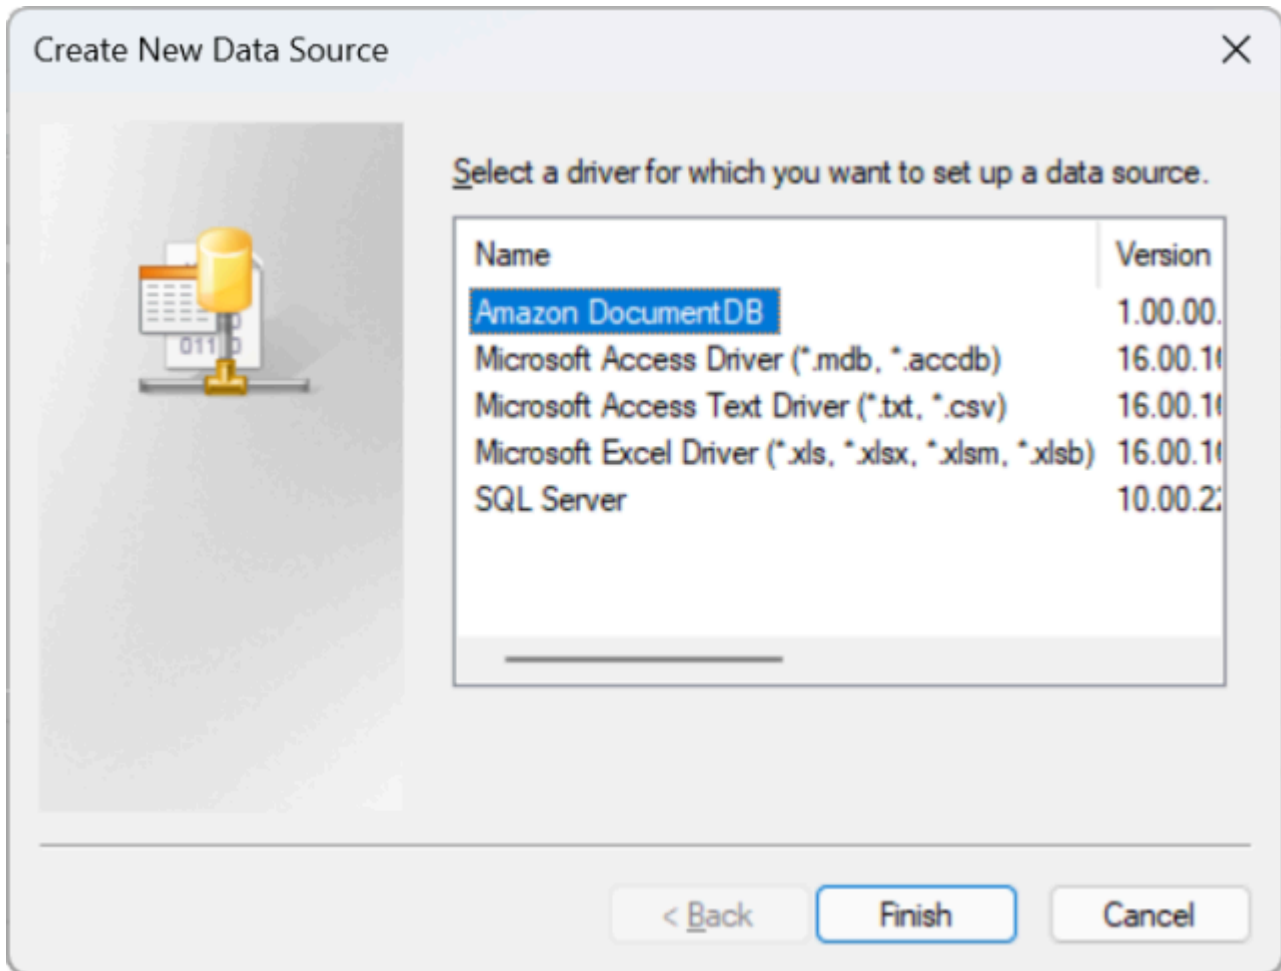 Create New Data Source
Select a driver for which you want to set up a data source.
Name Version
Amazon DocumentDB 1.00.00.
Microsoft Access Driver (*.mdb, *.accdb) 16.00.1
Microsoft Access Text Driver (*.txt, *.csv) 16.00.1
Microsoft Excel Driver (*.xls, *.xlsx, *.xlsm, *.xlsb) 16.00.1
SQL Server 10.00.2
< Back Finish Cancel